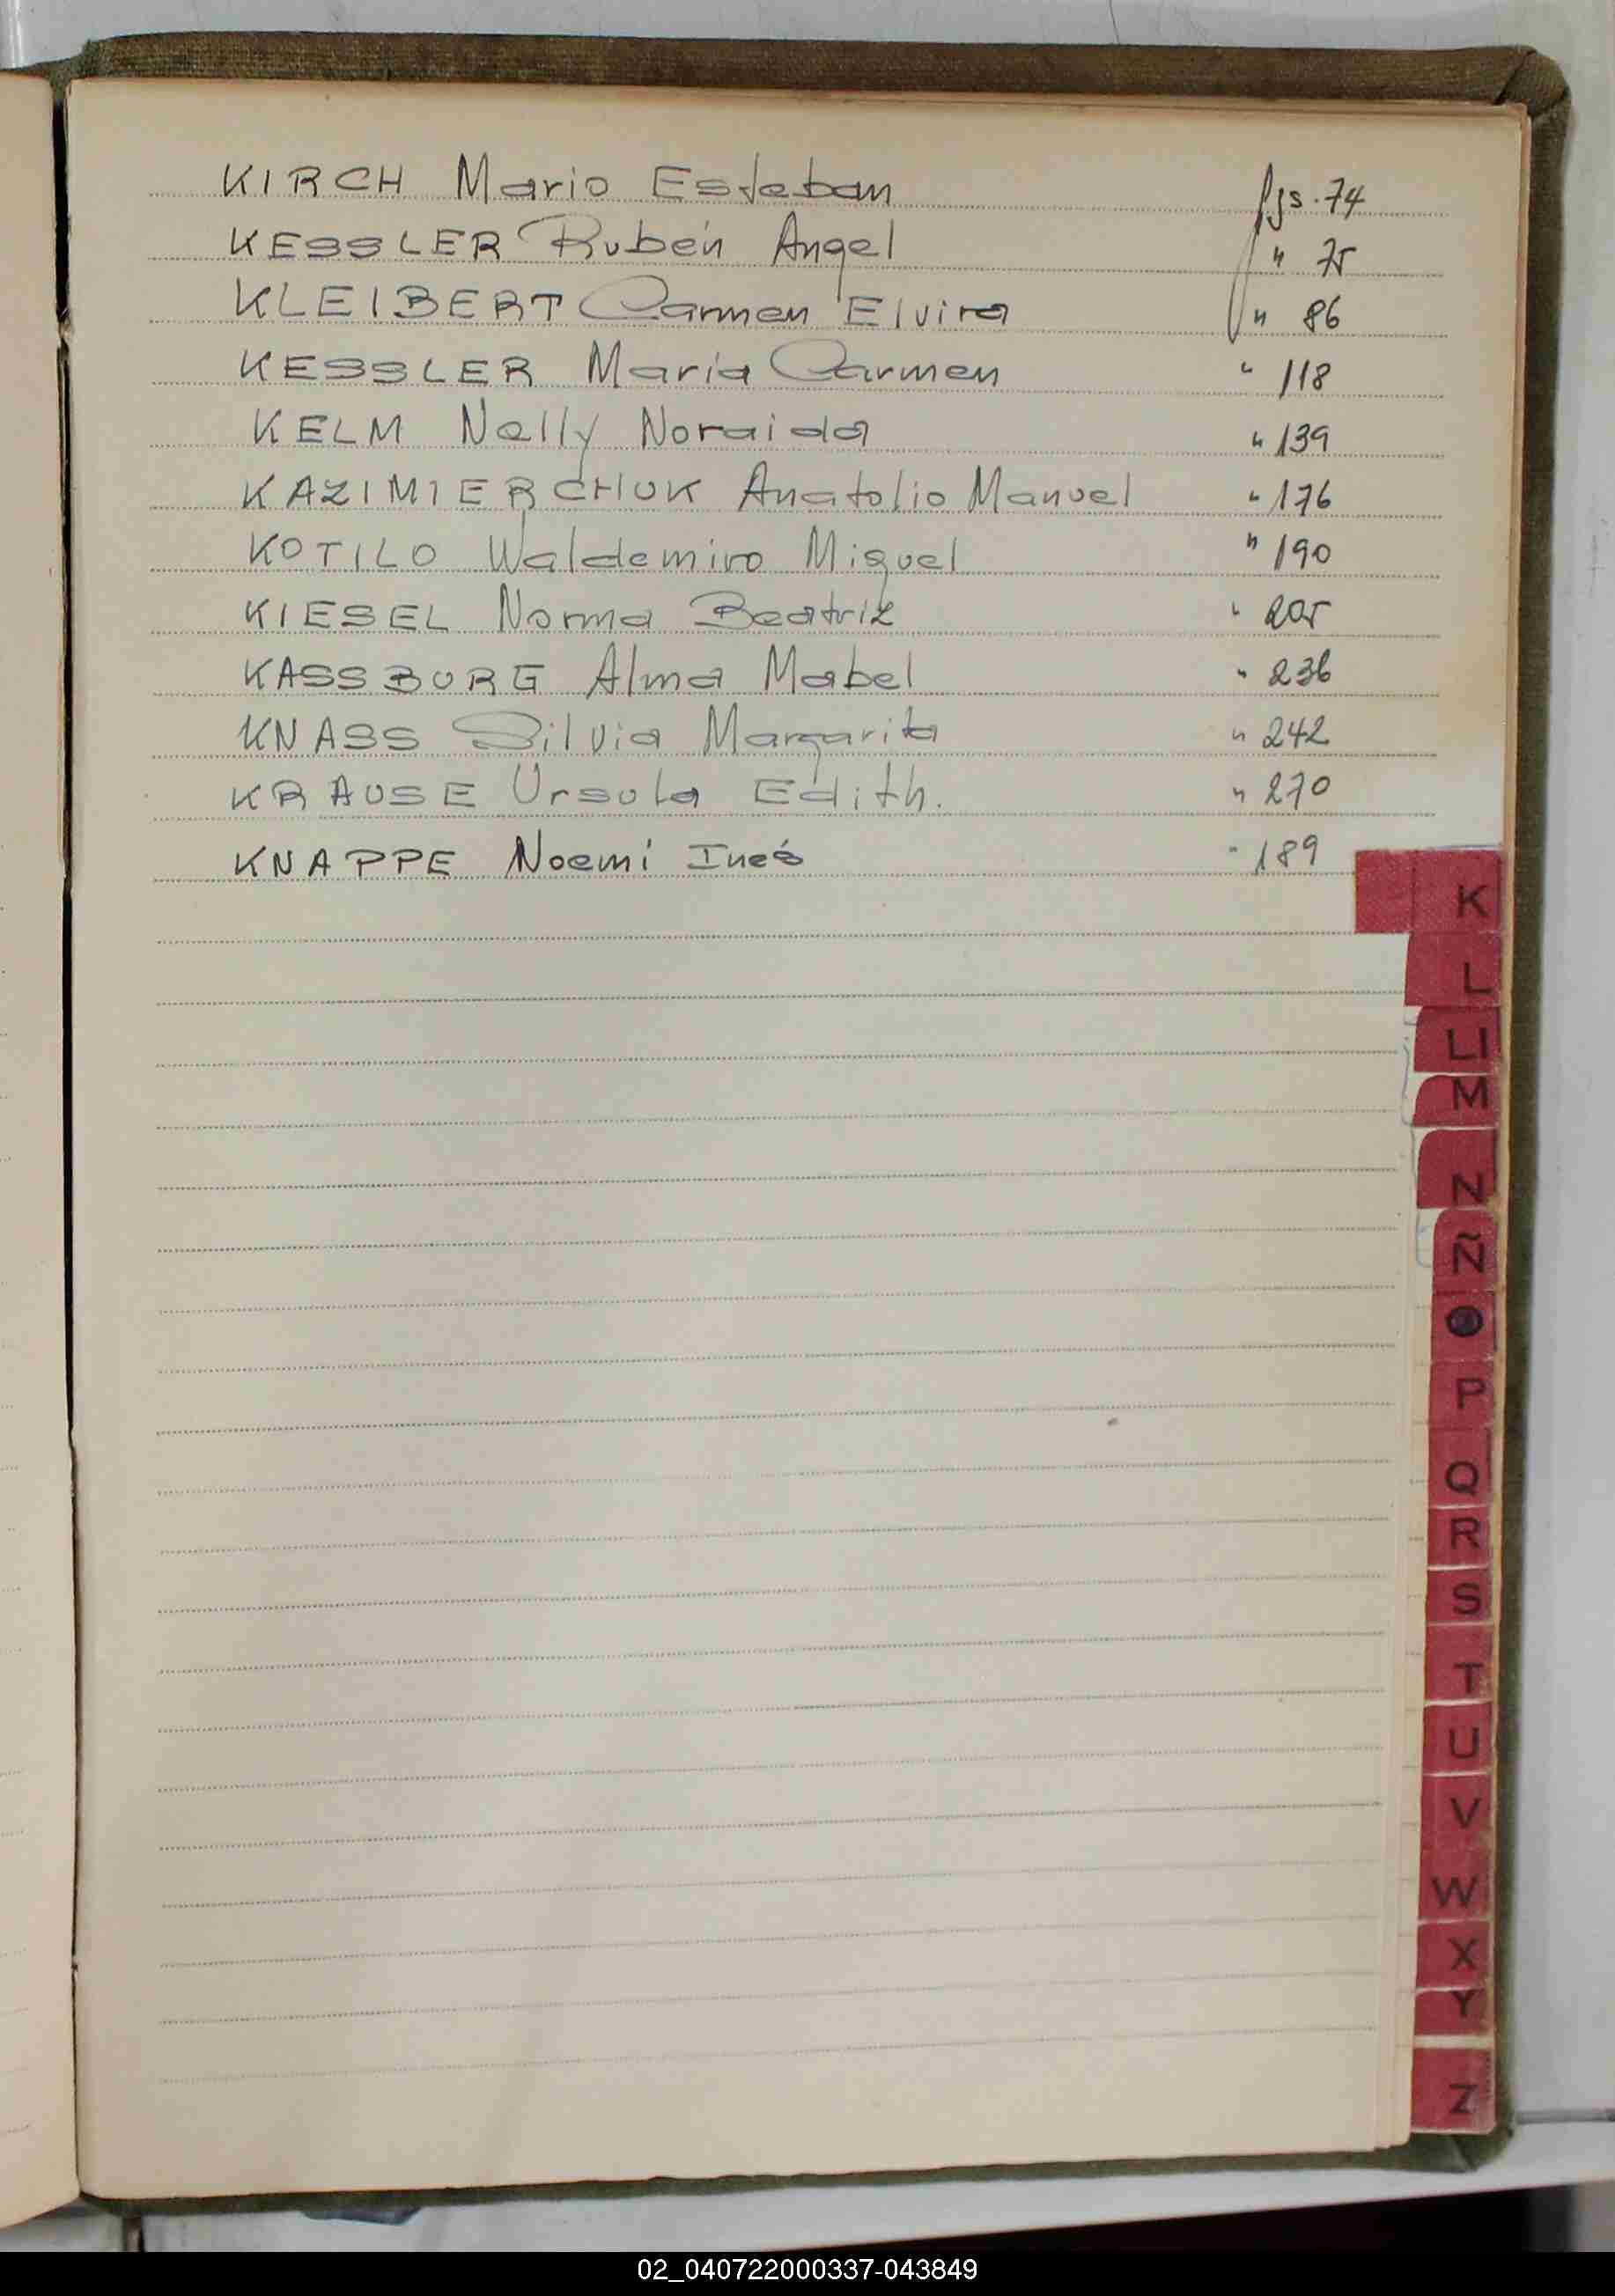 KIRCH Mario Esteban fjs. 74
KESSLER Rubén Angel " 75
KLEIBERT Carmen Elvira " 86
KESSLER María Carmen " 118
KELM Nelly Noraida " 139
KAZIMIERCHUK Anatolio Manuel " 176
KOTILO Waldemiro Miguel " 190
KIESEL Norma Beatriz " 205
KASSBURG Alma Mabel " 236
KNASS Silvia Margarita " 242
KRAUSE Ursula Edith. " 270
KNAPPE Noemí Inés " 189
K
L
Ll
M
N
Ñ
O
P
Q
R
S
T
U
V
W
X
Y
Z
02_040722000337-043849